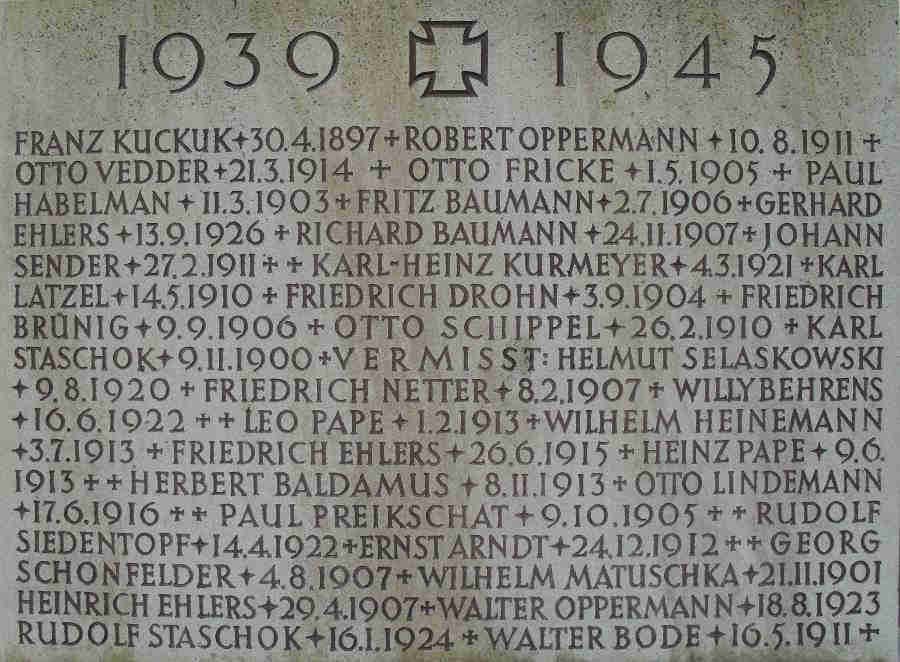 1939 1945
FRANZ KUCKUK✦30.4.1897+ROBERT OPPERMANN ✦10.8.1911 +
OTTO VEDDER✦21.3.1914 + OTTO FRICKE ✦1.5.1905 + PAUL
HABELMAN ✦11.3.1903+FRITZ BAUMANN✦2.7.1906+GERHARD
EHLERS✦13.9.1926 +RICHARD BAUMANN ✦24.11.1907+JOHANN
SENDER✦27.2.1911++ KARL-HEINZ KURMEYER✦4.3.1921+KARL
LATZEL✦14.5.1910 +FRIEDRICH DROHN✦3.9.1904 + FRIEDRICH
BRÜNIG✦9.9.1906 + OTTO SCHIPPEL✦26.2.1910 + KARL
STASCHOK✦9.11.1900+VERMISST: HELMUT SELASKOWSKI
✦9.8.1920 + FRIEDRICH NETTER✦8.2.1907+ WILLY BEHRENS
✦16.6.1922 ++LEO PAPE ✦1.2.1913+WILHELM HEINEMANN
✦3.7.1913 +FRIEDRICH EHLERS✦26.6.1915 + HEINZ PAPE ✦9.6.
1913 ++HERBERT BALDAMUS ✦8.11.1913+OTTO LINDEMANN
✦17.6.1916 ++ PAUL PREIKSCHAT✦9.10.1905 ++RUDOLF
SIEDENTOPF✦14.4.1922+ERNST ARNDT✦24.12.1912++GEORG
SCHÖNFELDER✦4.8.1907+WILHELM MATUSCHKA✦21.11.1901
HEINRICH EHLERS✦29.4.1907+WALTER OPPERMANN✦18.8.1923
RUDOLF STASCHOK✦16.1.1924 +WALTER BODE✦16.5.1911+